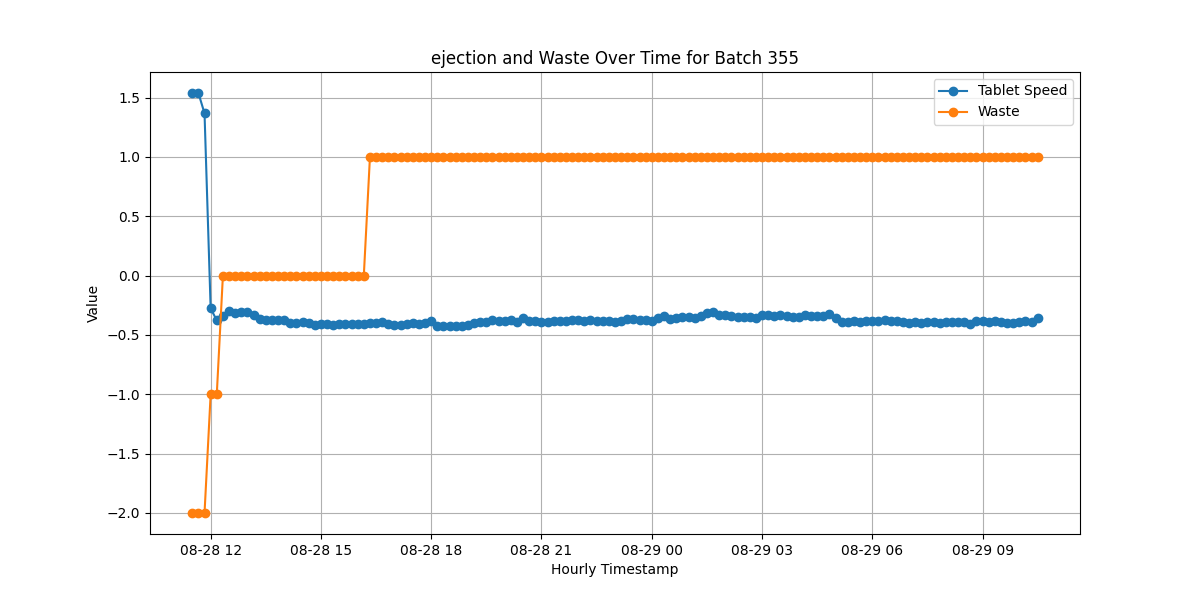 ejection and Waste Over Time for Batch 355
Tablet Speed
Waste
1.5
1.0
0.5
0.0
−0.5
−1.0
−1.5
−2.0
Value
08-28 12 08-28 15 08-28 18 08-28 21 08-29 00 08-29 03 08-29 06 08-29 09
Hourly Timestamp